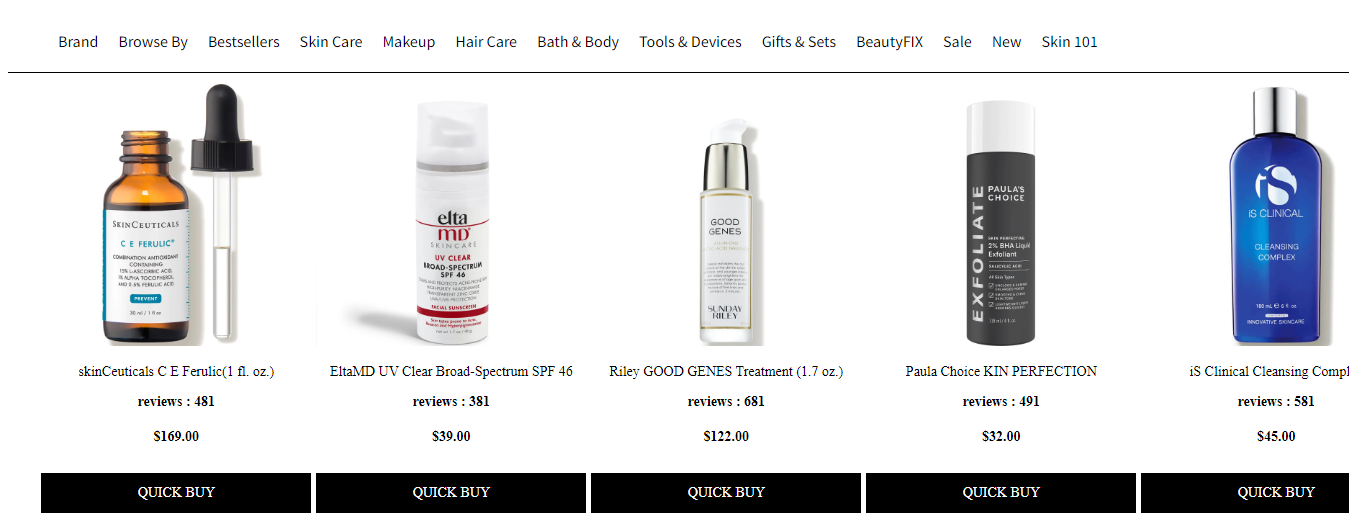 Brand Browse By Bestsellers Skin Care Makeup Hair Care Bath & Body Tools & Devices Gifts & Sets BeautyFIX Sale New Skin 101
SKINCEUTICALS
C E FERULIC®
COMBINATION ANTIOXIDANT
CONTAINING
15% L-ASCORBIC ACID,
1% ALPHA TOCOPHEROL
AND 0.5% FERULIC ACID
PREVENT
30 ml / 1 fl oz
elta
MD®
SKINCARE
UV CLEAR
BROAD-SPECTRUM
SPF 46
FACIAL SUNSCREEN
GOOD
GENES
SUNDAY
RILEY
EXFOLIATE
PAULA'S
CHOICE
SKIN PERFECTING
2% BHA Liquid
Exfoliant
SALICYLIC ACID
All Skin Types
iS
iS CLINICAL
CLEANSING
COMPLEX
180 mL e 6 fl. oz.
INNOVATIVE SKINCARE
skinCeuticals C E Ferulic(1 fl. oz.)
reviews : 481
$169.00
QUICK BUY
EltaMD UV Clear Broad-Spectrum SPF 46
reviews : 381
$39.00
QUICK BUY
Riley GOOD GENES Treatment (1.7 oz.)
reviews : 681
$122.00
QUICK BUY
Paula Choice KIN PERFECTION
reviews : 491
$32.00
QUICK BUY
iS Clinical Cleansing Compl
reviews : 581
$45.00
QUICK BUY